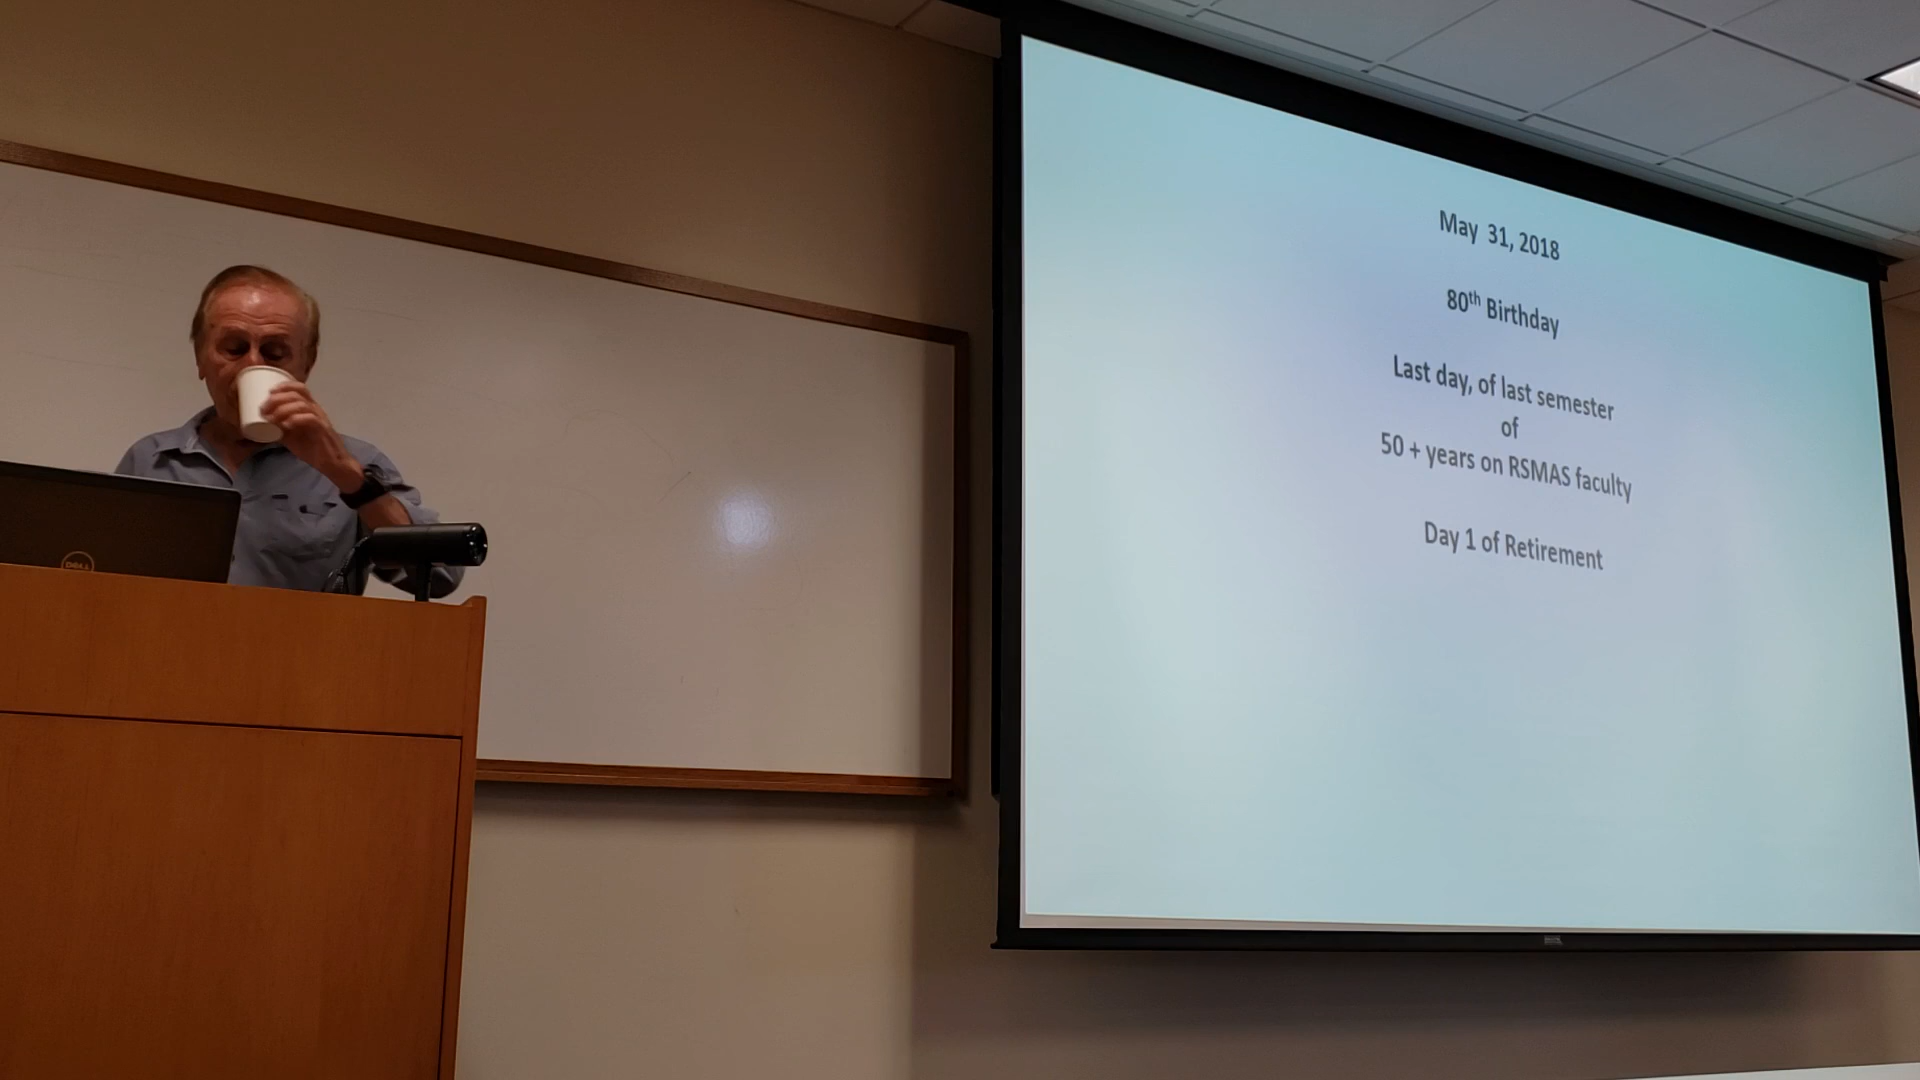 May 31, 2018
80th Birthday
Last day, of last semester
of
50 + years on RSMAS faculty
Day 1 of Retirement
DELL